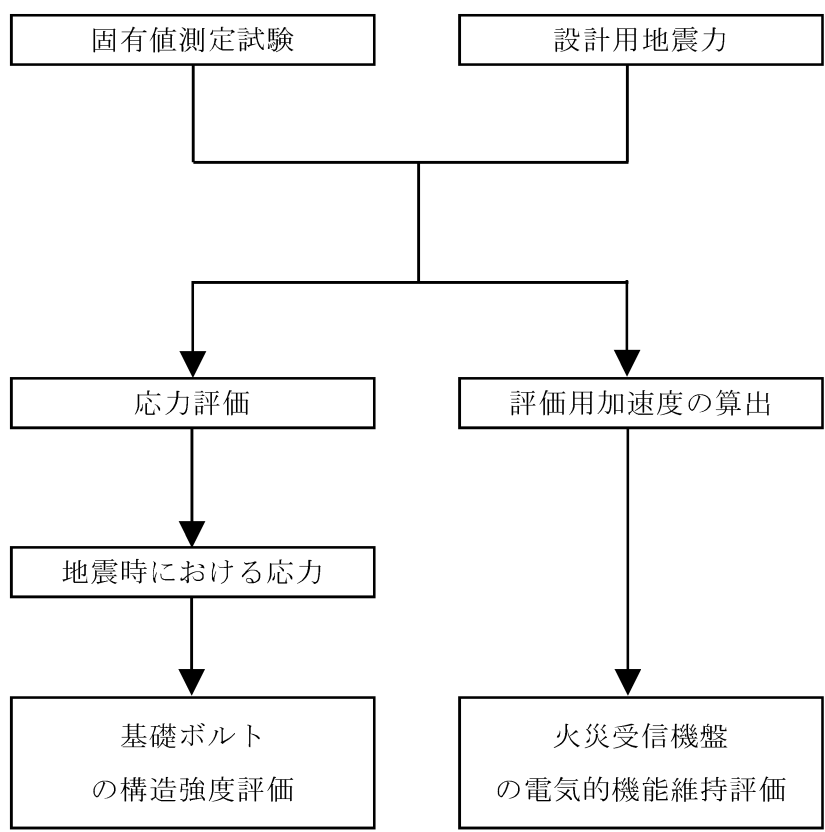 固有値測定試験
設計用地震力
応力評価
評価用加速度の算出
地震時における応力
基礎ボルト
の構造強度評価
火災受信機盤
の電気的機能維持評価